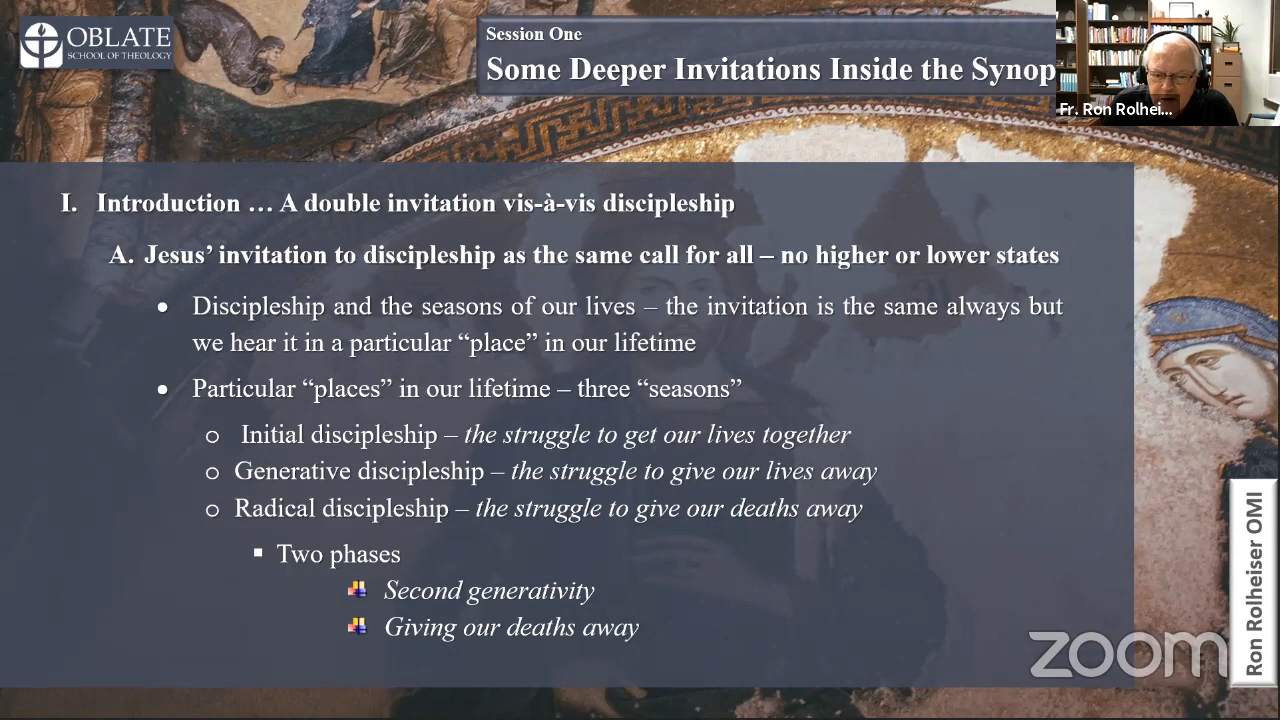 OBLATE
SCHOOL OF THEOLOGY
Session One
Some Deeper Invitations Inside the Synop
Fr. Ron Rolhei...
I. Introduction … A double invitation vis-à-vis discipleship
A. Jesus’ invitation to discipleship as the same call for all – no higher or lower states
• Discipleship and the seasons of our lives – the invitation is the same always but
we hear it in a particular “place” in our lifetime
• Particular “places” in our lifetime – three “seasons”
o Initial discipleship – the struggle to get our lives together
o Generative discipleship – the struggle to give our lives away
o Radical discipleship – the struggle to give our deaths away
▪ Two phases
Second generativity
Giving our deaths away
zoom
Ron Rolheiser OMI